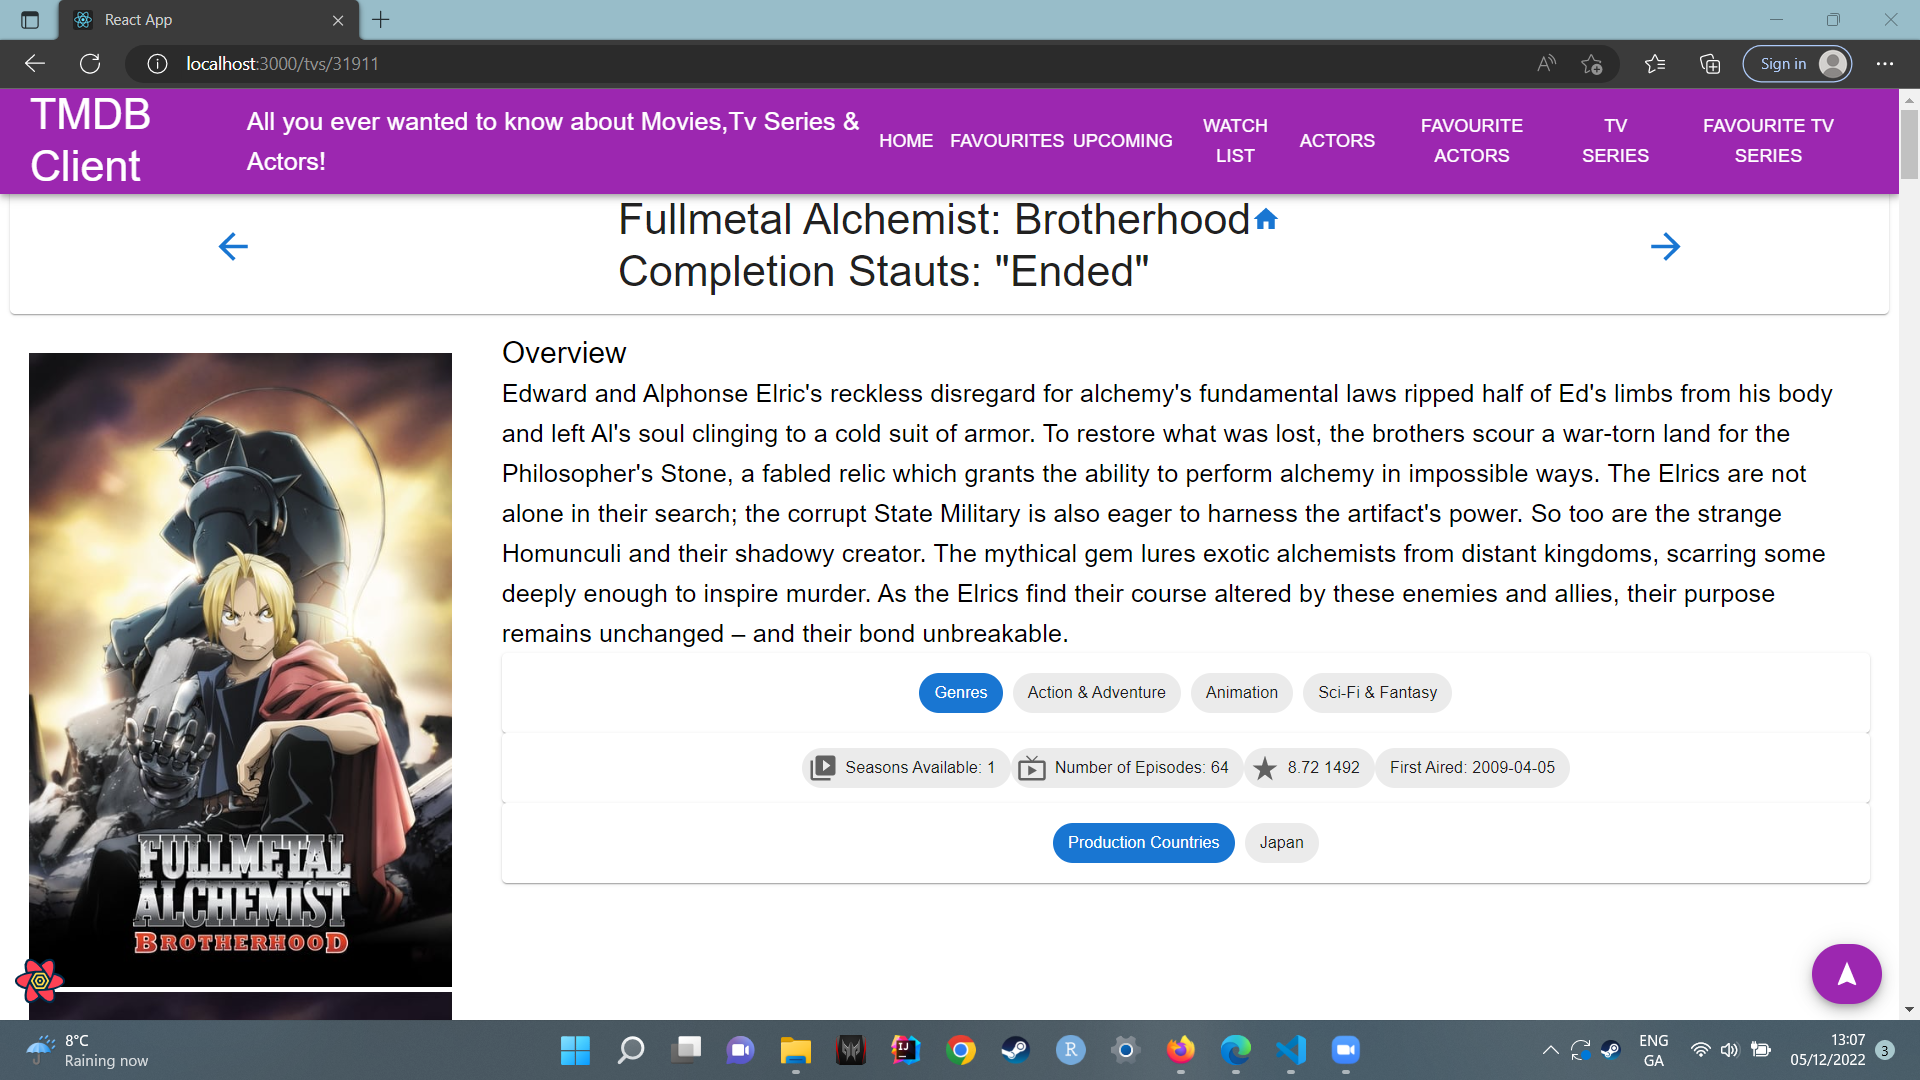 React App
localhost:3000/tvs/31911
Sign in
TMDB
Client
All you ever wanted to know about Movies,Tv Series &
Actors!
HOME
FAVOURITES
UPCOMING
WATCH
LIST
ACTORS
FAVOURITE
ACTORS
TV
SERIES
FAVOURITE TV
SERIES
Fullmetal Alchemist: Brotherhood
Completion Stauts: "Ended"
Overview
Edward and Alphonse Elric's reckless disregard for alchemy's fundamental laws ripped half of Ed's limbs from his body
and left Al's soul clinging to a cold suit of armor. To restore what was lost, the brothers scour a war-torn land for the
Philosopher's Stone, a fabled relic which grants the ability to perform alchemy in impossible ways. The Elrics are not
alone in their search; the corrupt State Military is also eager to harness the artifact's power. So too are the strange
Homunculi and their shadowy creator. The mythical gem lures exotic alchemists from distant kingdoms, scarring some
deeply enough to inspire murder. As the Elrics find their course altered by these enemies and allies, their purpose
remains unchanged – and their bond unbreakable.
Genres
Action & Adventure
Animation
Sci-Fi & Fantasy
Seasons Available: 1
Number of Episodes: 64
8.72 1492
First Aired: 2009-04-05
Production Countries
Japan
FULLMETAL
ALCHEMIST
BROTHERHOOD
8°C
Raining now
IJ
R
ENG
GA
13:07
05/12/2022
3